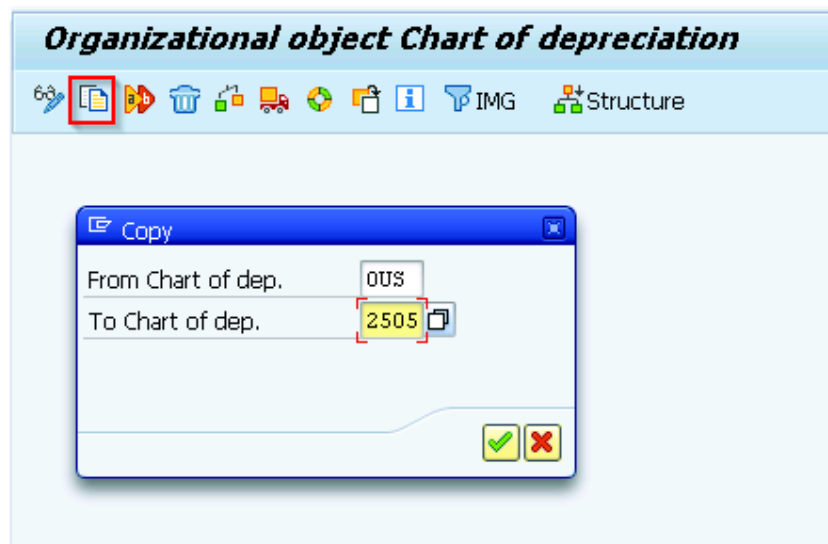 Organizational object Chart of depreciation
IMG Structure
Copy
From Chart of dep. 0US
To Chart of dep. 2505